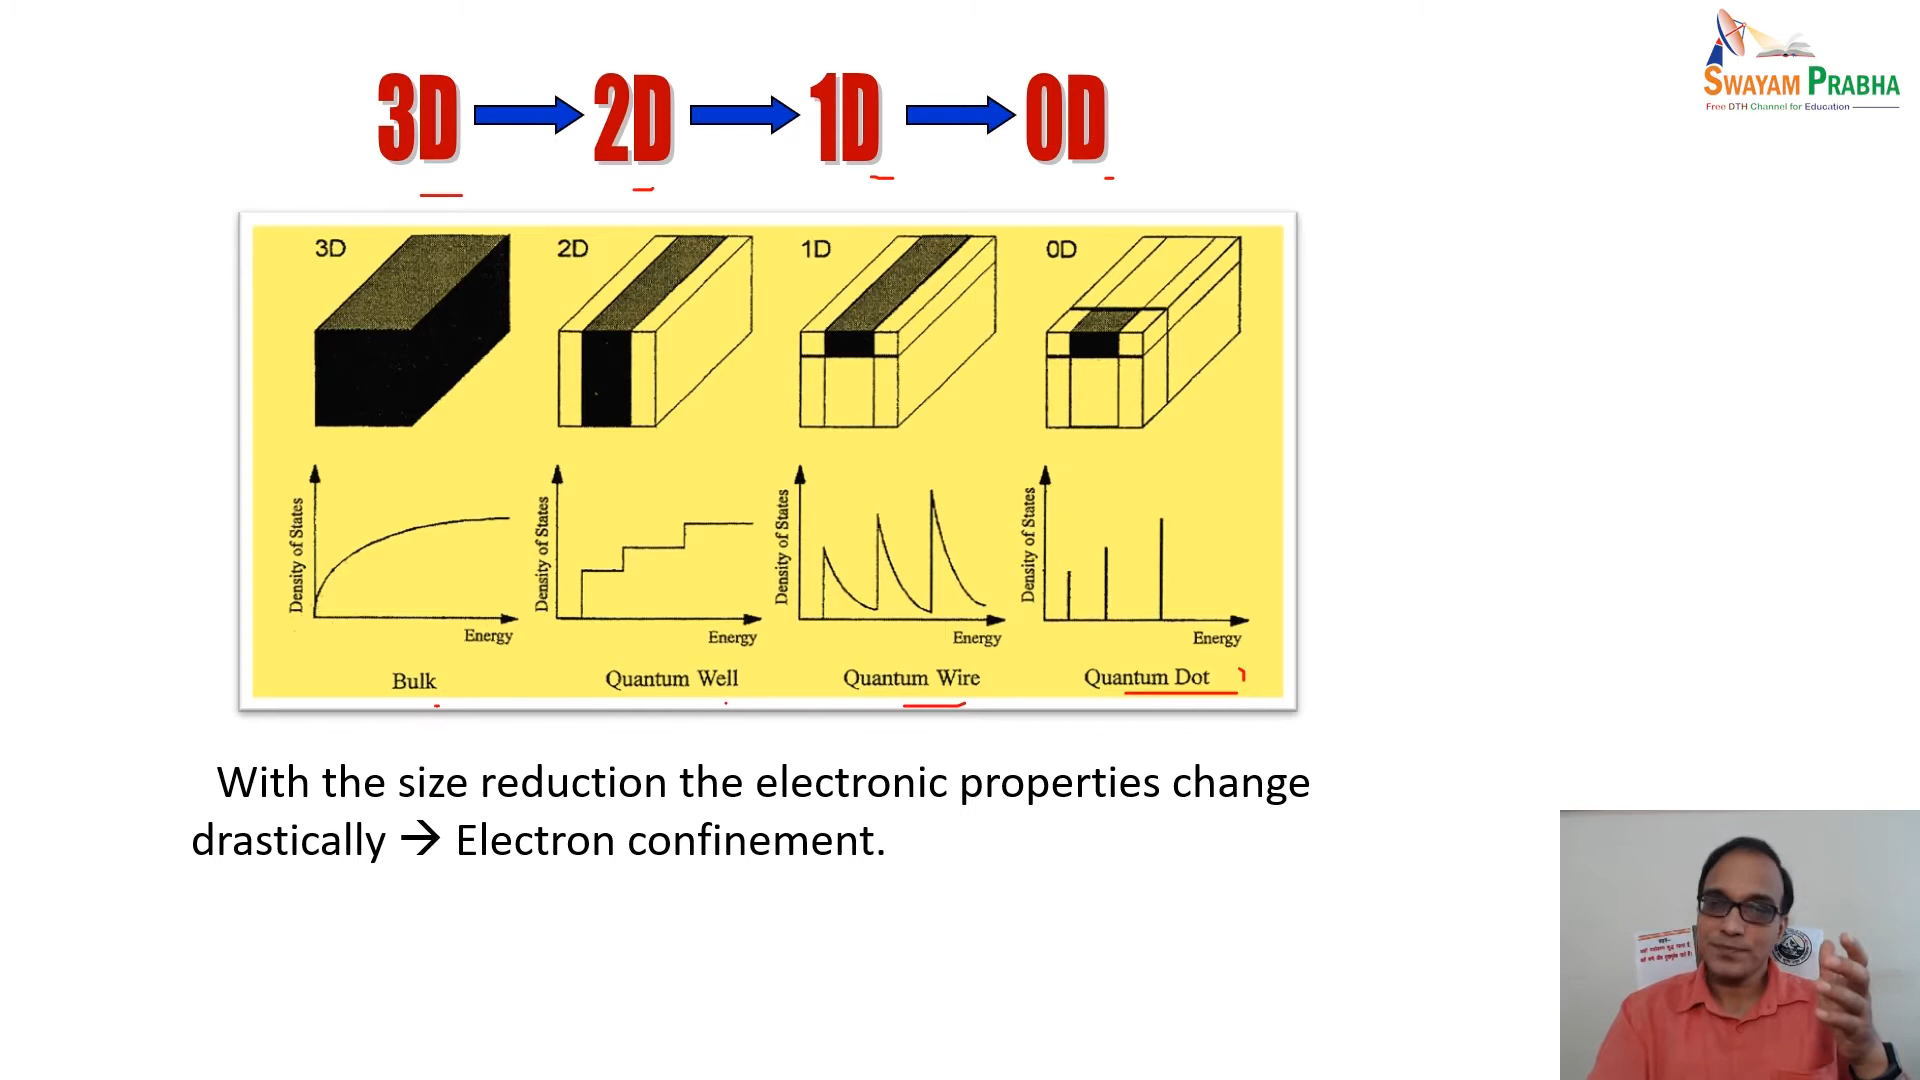 SWAYAM PRABHA
Free DTH Channel for Education
3D 2D 1D 0D
3D 2D 1D 0D
Density of States Density of States Density of States Density of States
Energy Energy Energy Energy
Bulk Quantum Well Quantum Wire Quantum Dot
With the size reduction the electronic properties change
drastically → Electron confinement.